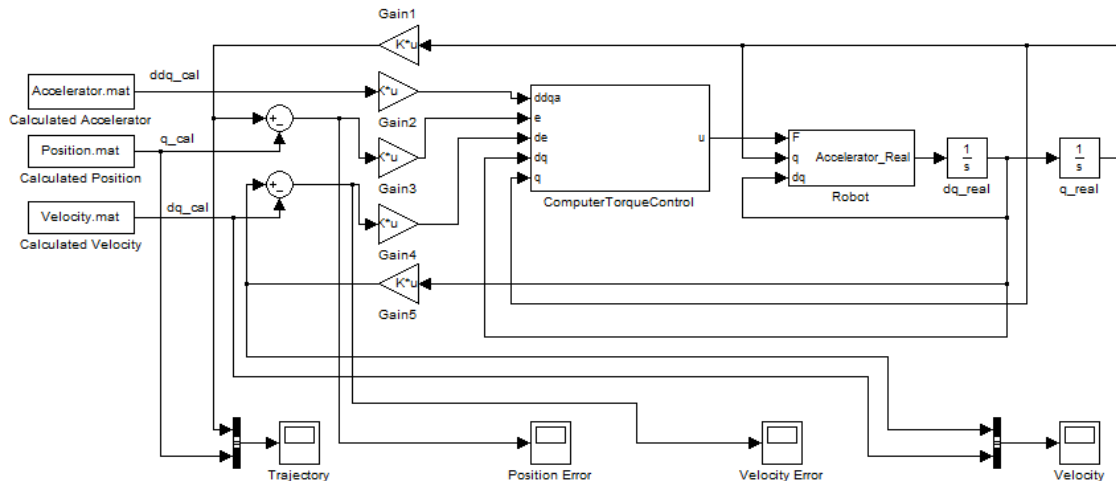 Gain1
K*u
ddq_cal
Accelerator.mat
Calculated Accelerator
K*u
Gain2
q_cal
Position.mat
Calculated Position
K*u
Gain3
dq_cal
Velocity.mat
Calculated Velocity
K*u
Gain4
K*u
Gain5
ddqa
e
de
dq
q
u
ComputerTorqueControl
F
q
dq
Accelerator_Real
Robot
1
s
dq_real
1
s
q_real
Trajectory
Position Error
Velocity Error
Velocity